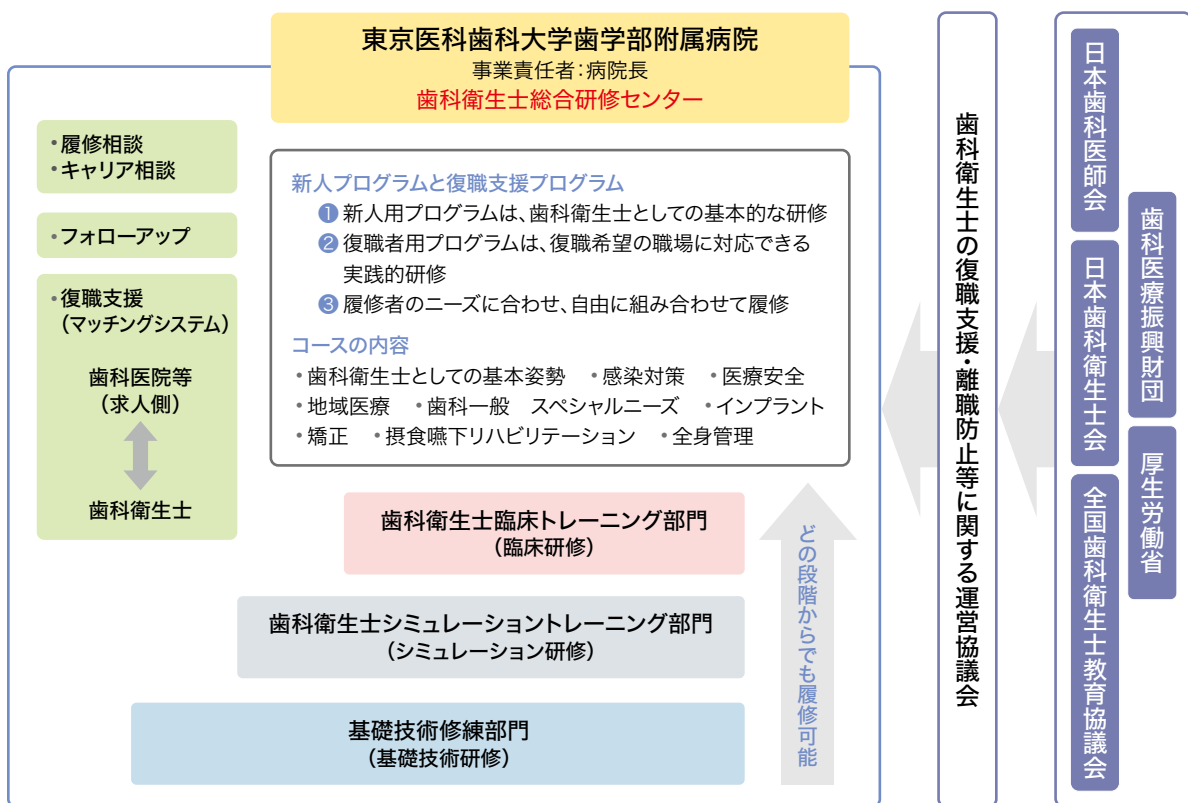 東京医科歯科大学歯学部附属病院
事業責任者：病院長
歯科衛生士総合研修センター
・履修相談
・キャリア相談
・フォローアップ
・復職支援
（マッチングシステム）
歯科医院等
（求人側）
歯科衛生士
新人プログラムと復職支援プログラム
❶ 新人用プログラムは、歯科衛生士としての基本的な研修
❷ 復職者用プログラムは、復職希望の職場に対応できる
実践的研修
❸ 履修者のニーズに合わせ、自由に組み合わせて履修
コースの内容
・歯科衛生士としての基本姿勢　・感染対策　・医療安全
・地域医療　・歯科一般　スペシャルニーズ　・インプラント
・矯正　・摂食嚥下リハビリテーション　・全身管理
歯科衛生士臨床トレーニング部門
（臨床研修）
歯科衛生士シミュレーショントレーニング部門
（シミュレーション研修）
基礎技術修練部門
（基礎技術研修）
どの段階からでも履修可能
歯科衛生士の復職支援・離職防止等に関する運営協議会
日本歯科医師会
日本歯科衛生士会
全国歯科衛生士教育協議会
歯科医療振興財団
厚生労働省